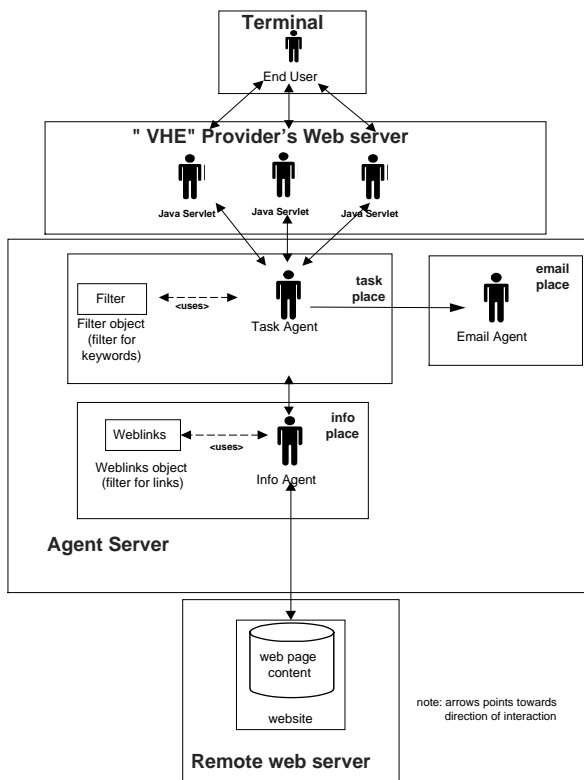 Terminal
End User
" VHE" Provider's Web server
Java Servlet
Java Servlet
Java Servlet
Filter
<uses>
Filter object
(filter for
keywords)
Task Agent
task
place
email
place
Email Agent
Weblinks
<uses>
Weblinks object
(filter for links)
Info Agent
info
place
Agent Server
web page
content
website
note: arrows points towards
direction of interaction
Remote web server